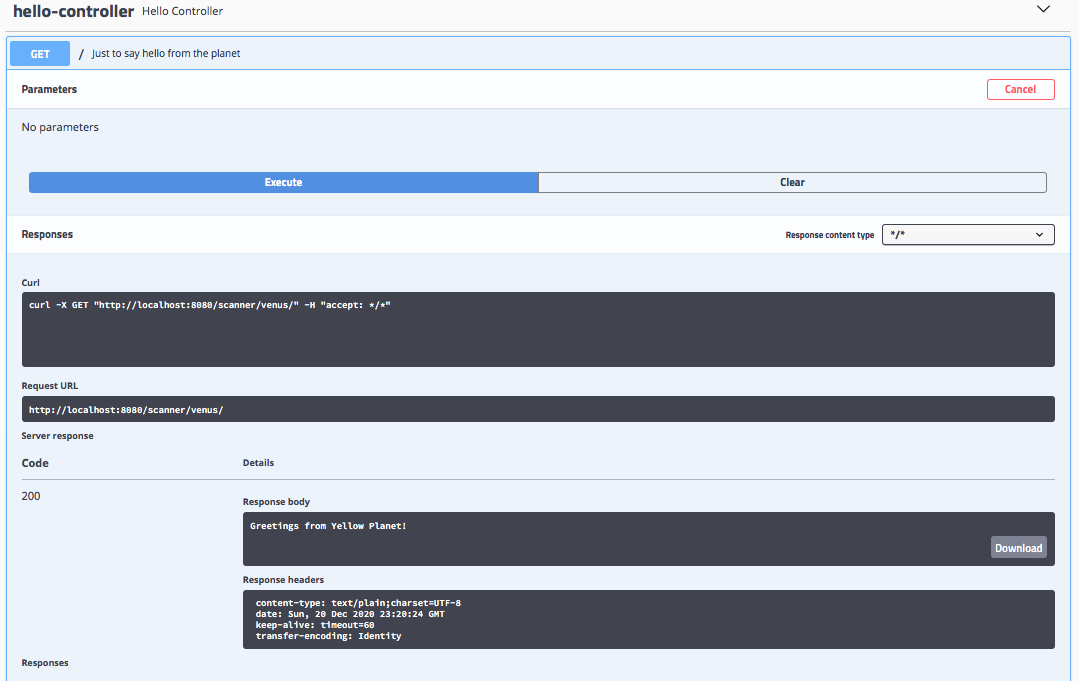 hello-controller Hello Controller
GET / Just to say hello from the planet
Parameters Cancel
No parameters
Execute Clear
Responses Response content type */*
Curl
curl -X GET "http://localhost:8080/scanner/venus/" -H "accept: */*"
Request URL
http://localhost:8080/scanner/venus/
Server response
Code Details
200
Response body
Greetings from Yellow Planet!
Download
Response headers
content-type: text/plain;charset=UTF-8
date: Sun, 20 Dec 2020 23:20:24 GMT
keep-alive: timeout=60
transfer-encoding: Identity
Responses